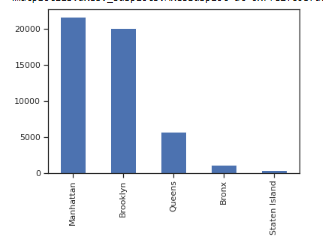 20000
15000
10000
5000
0
Manhattan
Brooklyn
Queens
Bronx
Staten Island